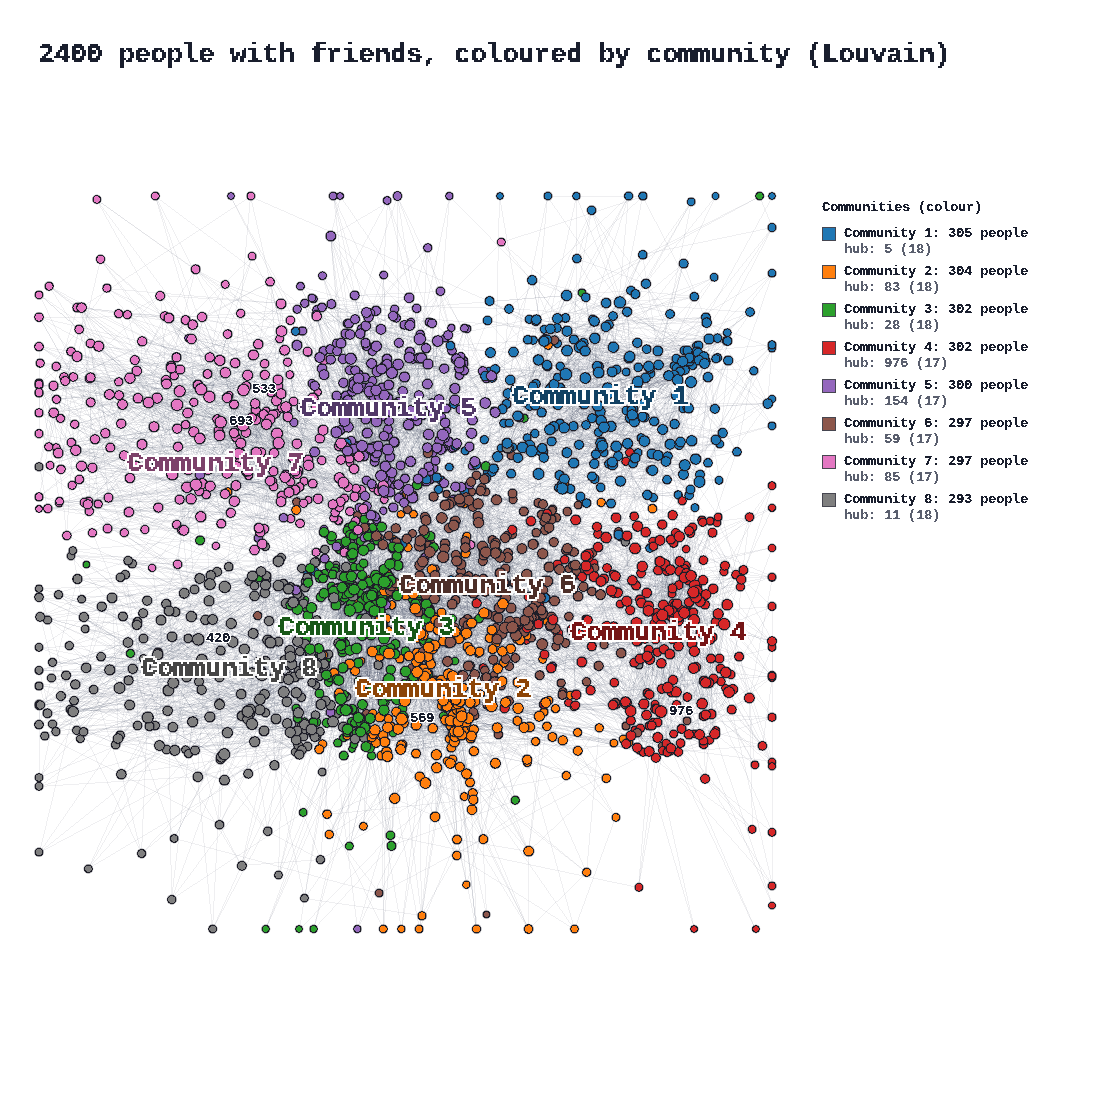 2400 people with friends, coloured by community (Louvain)
Communities (colour)
Community 1: 305 people
hub: 5 (18)
Community 2: 304 people
hub: 83 (18)
Community 3: 302 people
hub: 28 (18)
Community 4: 302 people
hub: 976 (17)
Community 5: 300 people
hub: 154 (17)
Community 6: 297 people
hub: 59 (17)
Community 7: 297 people
hub: 85 (17)
Community 8: 293 people
hub: 11 (18)
533
Community 1
Community 5
693
Community 7
Community 6
Community 3
Community 4
420
Community 8
Community 2
976
569